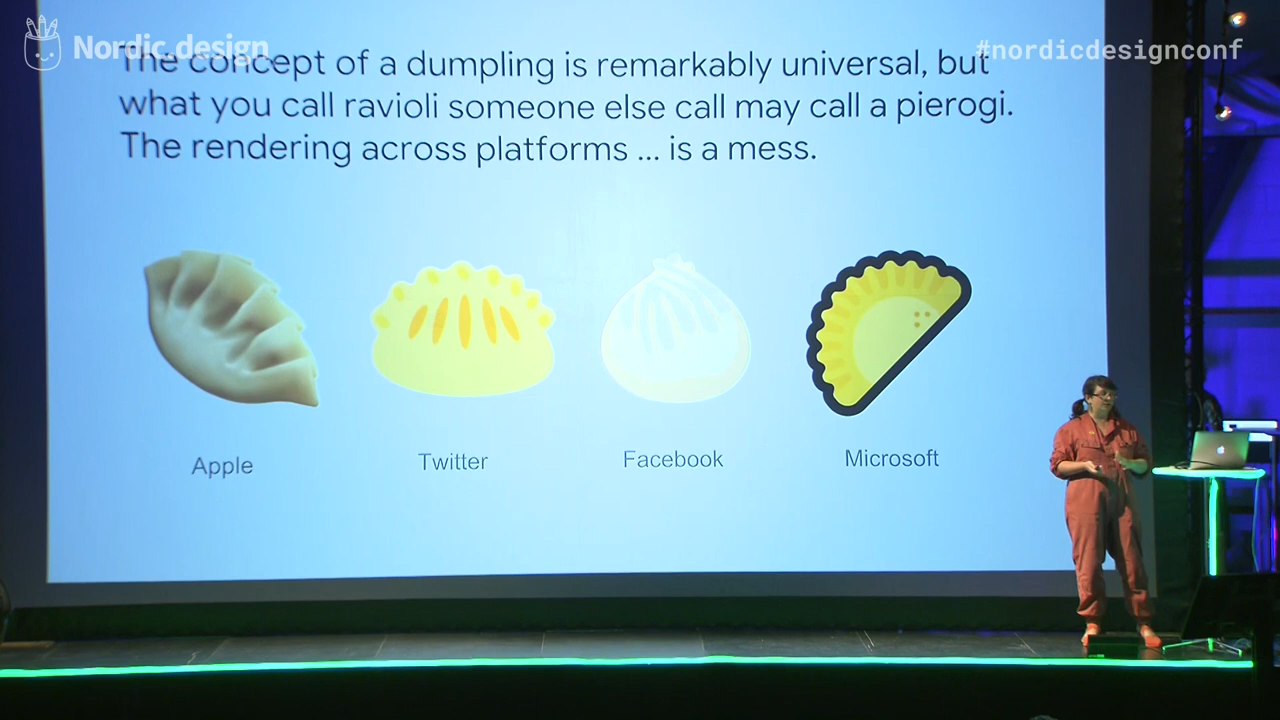 Nordic.design
#nordicdesignconf
The concept of a dumpling is remarkably universal, but
what you call ravioli someone else call may call a pierogi.
The rendering across platforms ... is a mess.
Apple
Twitter
Facebook
Microsoft